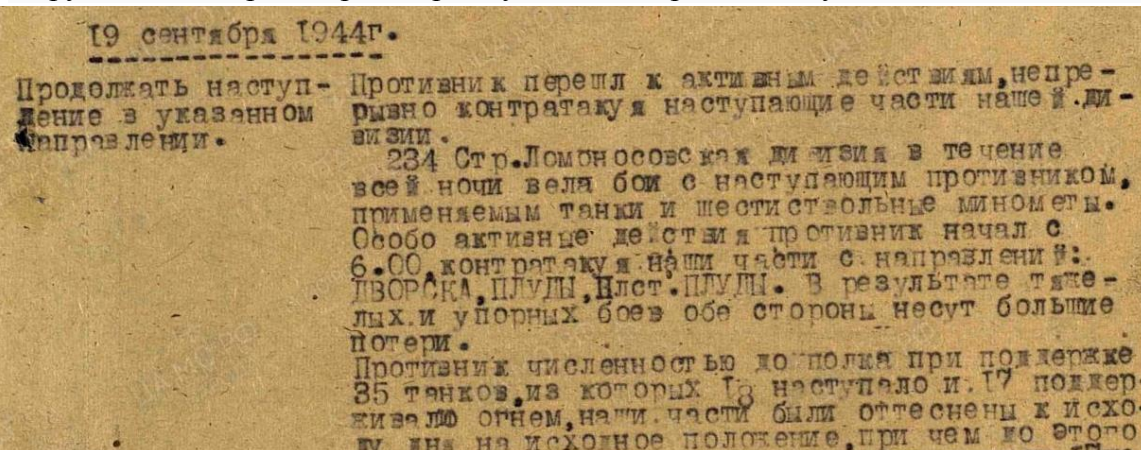 19 сентября 1944г.
Продолжать наступ-
ление в указанном
направлении.
Противник перешл к активным действиям,непре-
рывно контратакуя наступающие части нашей ди-
визии.
234 Стр.Ломоносовская дивизия в течение
всей ночи вела бои с наступающим противником,
применяемым танки и шестиствольные минометы.
Особо активные действия противник начал с
6.00,контратакуя наши части с направлений:
ДВОРСКА,ПЛУДЫ,Плст.ПЛУДЫ. В результате тяже-
лых и упорных боев обе стороны несут большие
потери.
Противник численностью до полка при поддержке
35 танков,из которых 18 наступало и 17 поддер
живало огнем,наши части были оттеснены к исхо
ду дня на исходное положение,при чем до этого